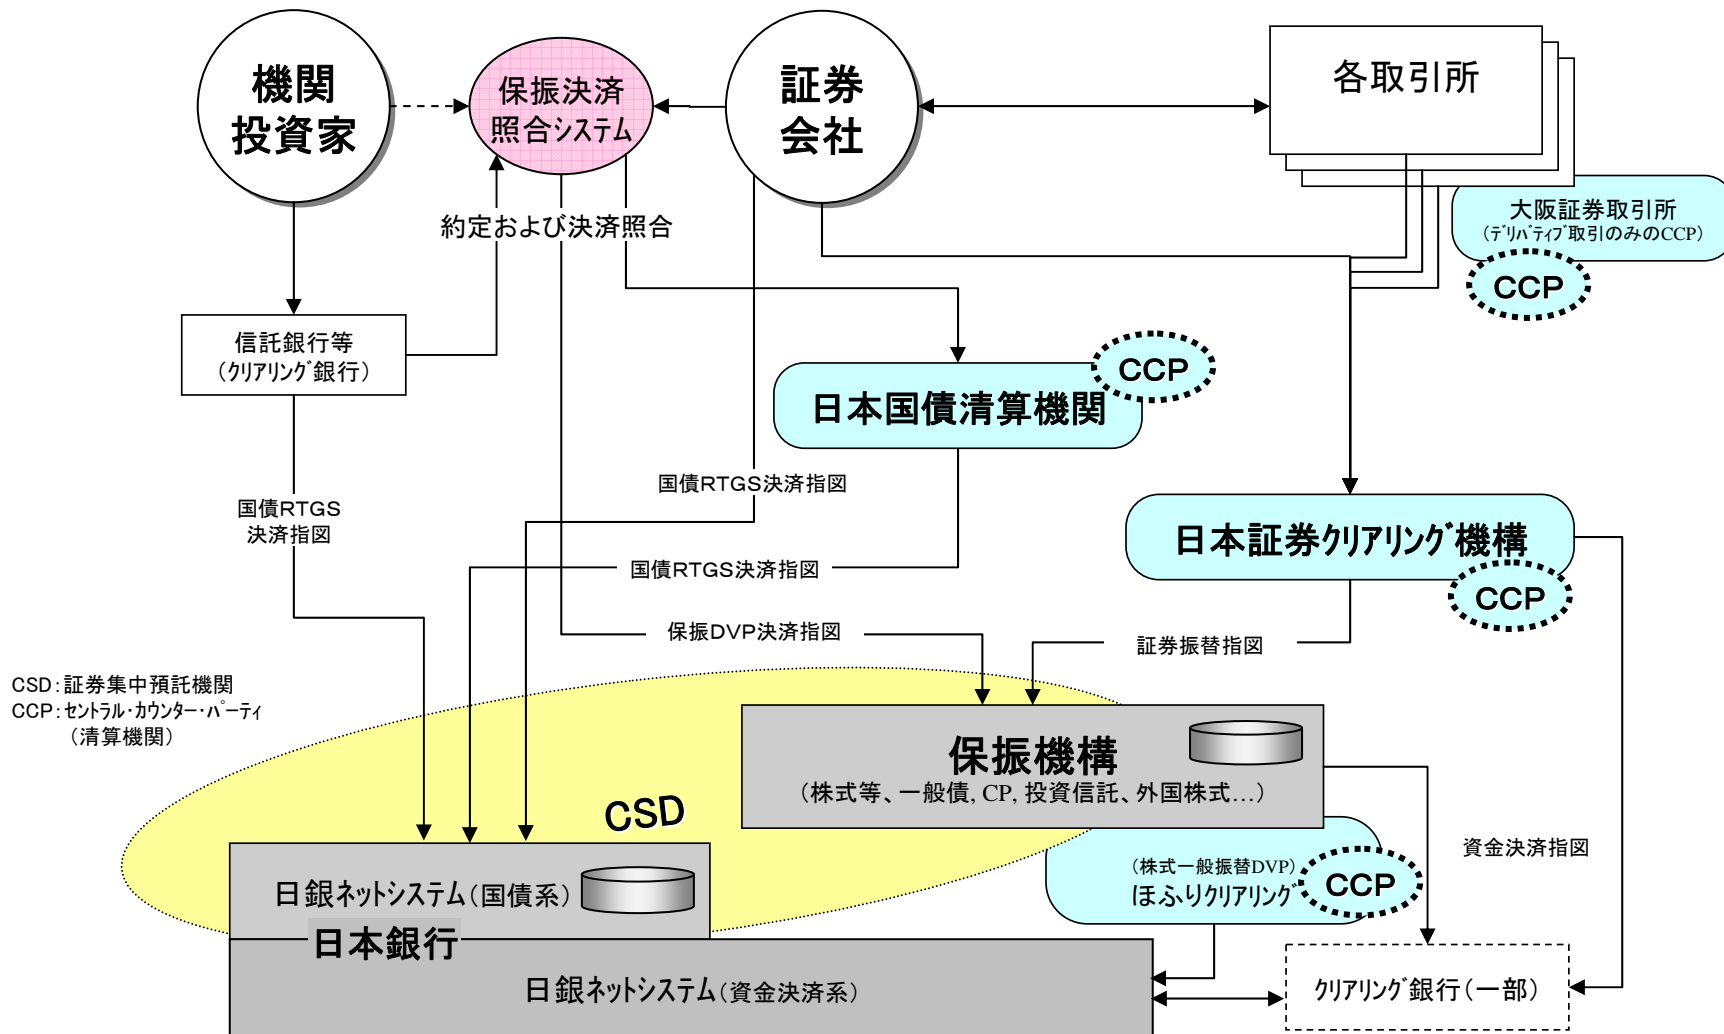 機関
投資家
保振決済
照合システム
証券
会社
各取引所
大阪証券取引所
（ﾃﾞﾘﾊﾞﾃｨﾌﾞ取引のみのCCP）
CCP
約定および決済照合
信託銀行等
（ｸﾘｱﾘﾝｸﾞ銀行）
CCP
日本国債清算機関
国債RTGS決済指図
国債RTGS
決済指図
日本証券ｸﾘｱﾘﾝｸﾞ機構
CCP
国債RTGS決済指図
保振DVP決済指図
証券振替指図
CSD：証券集中預託機関
CCP：ｾﾝﾄﾗﾙ・ｶｳﾝﾀｰ・ﾊﾟｰﾃｨ
（清算機関）
保振機構
（株式等、一般債, CP, 投資信託、外国株式…）
CSD
資金決済指図
（株式一般振替DVP）
ほふりｸﾘｱﾘﾝｸﾞ
CCP
日銀ﾈｯﾄｼｽﾃﾑ（国債系）
日本銀行
日銀ﾈｯﾄｼｽﾃﾑ（資金決済系）
ｸﾘｱﾘﾝｸﾞ銀行（一部）